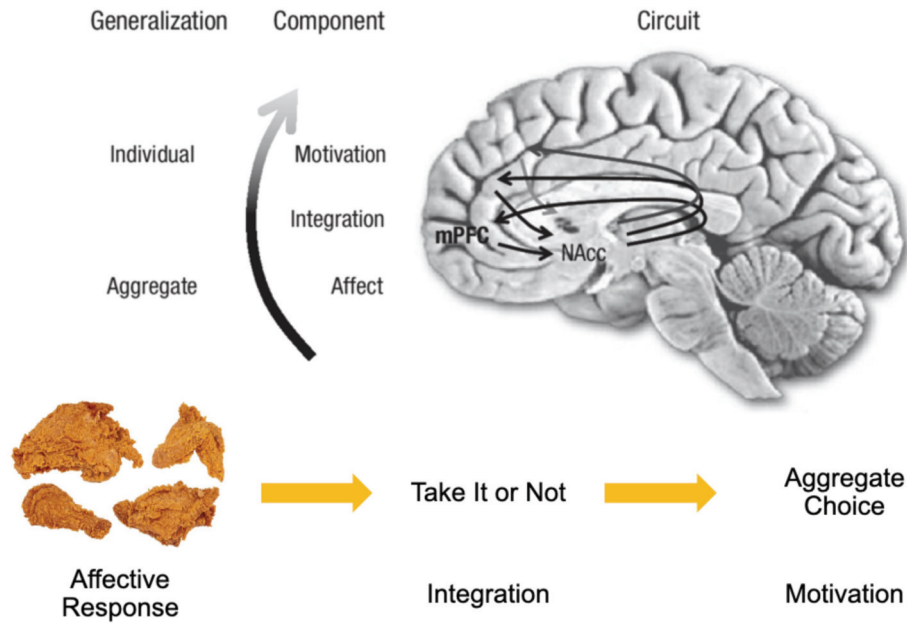 Generalization Component Circuit
Individual Motivation
Integration
mPFC
NAcc
Aggregate Affect
Take It or Not
Aggregate
Choice
Affective
Response
Integration
Motivation